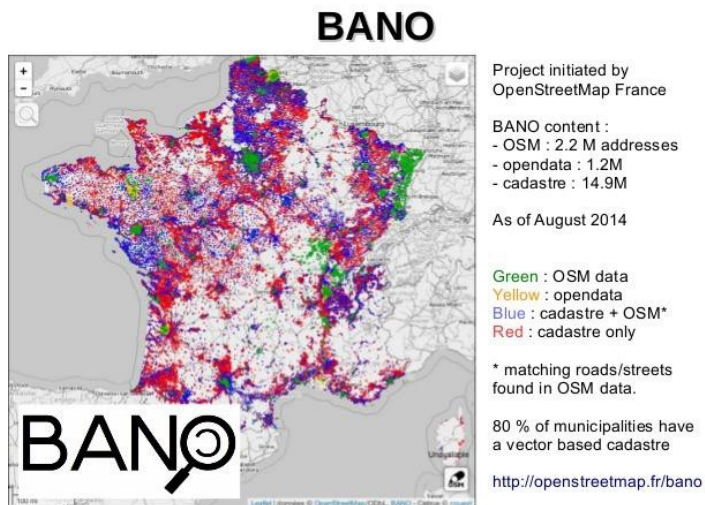 BANO
Project initiated by
OpenStreetMap France
BANO content :
- OSM : 2.2 M addresses
- opendata : 1.2M
- cadastre : 14.9M
As of August 2014
Green : OSM data
Yellow : opendata
Blue : cadastre + OSM*
Red : cadastre only
* matching roads/streets
found in OSM data.
80 % of municipalities have
a vector based cadastre
http://openstreetmap.fr/bano
+
-
Luxembourg
BANO
OSM